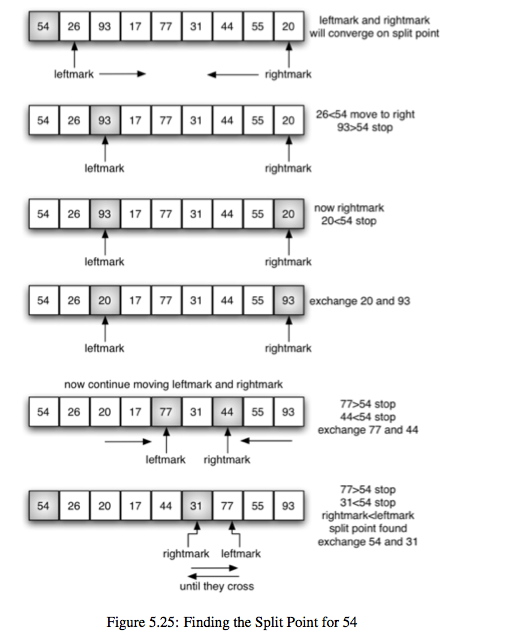 54 26 93 17 77 31 44 55 20
leftmark and rightmark
will converge on split point
leftmark rightmark
54 26 93 17 77 31 44 55 20
26<54 move to right
93>54 stop
leftmark rightmark
54 26 93 17 77 31 44 55 20
now rightmark
20<54 stop
leftmark rightmark
54 26 20 17 77 31 44 55 93
exchange 20 and 93
leftmark rightmark
now continue moving leftmark and rightmark
54 26 20 17 77 31 44 55 93
77>54 stop
44<54 stop
exchange 77 and 44
leftmark rightmark
54 26 20 17 44 31 77 55 93
77>54 stop
31<54 stop
rightmark<leftmark
split point found
exchange 54 and 31
rightmark leftmark
until they cross
Figure 5.25: Finding the Split Point for 54